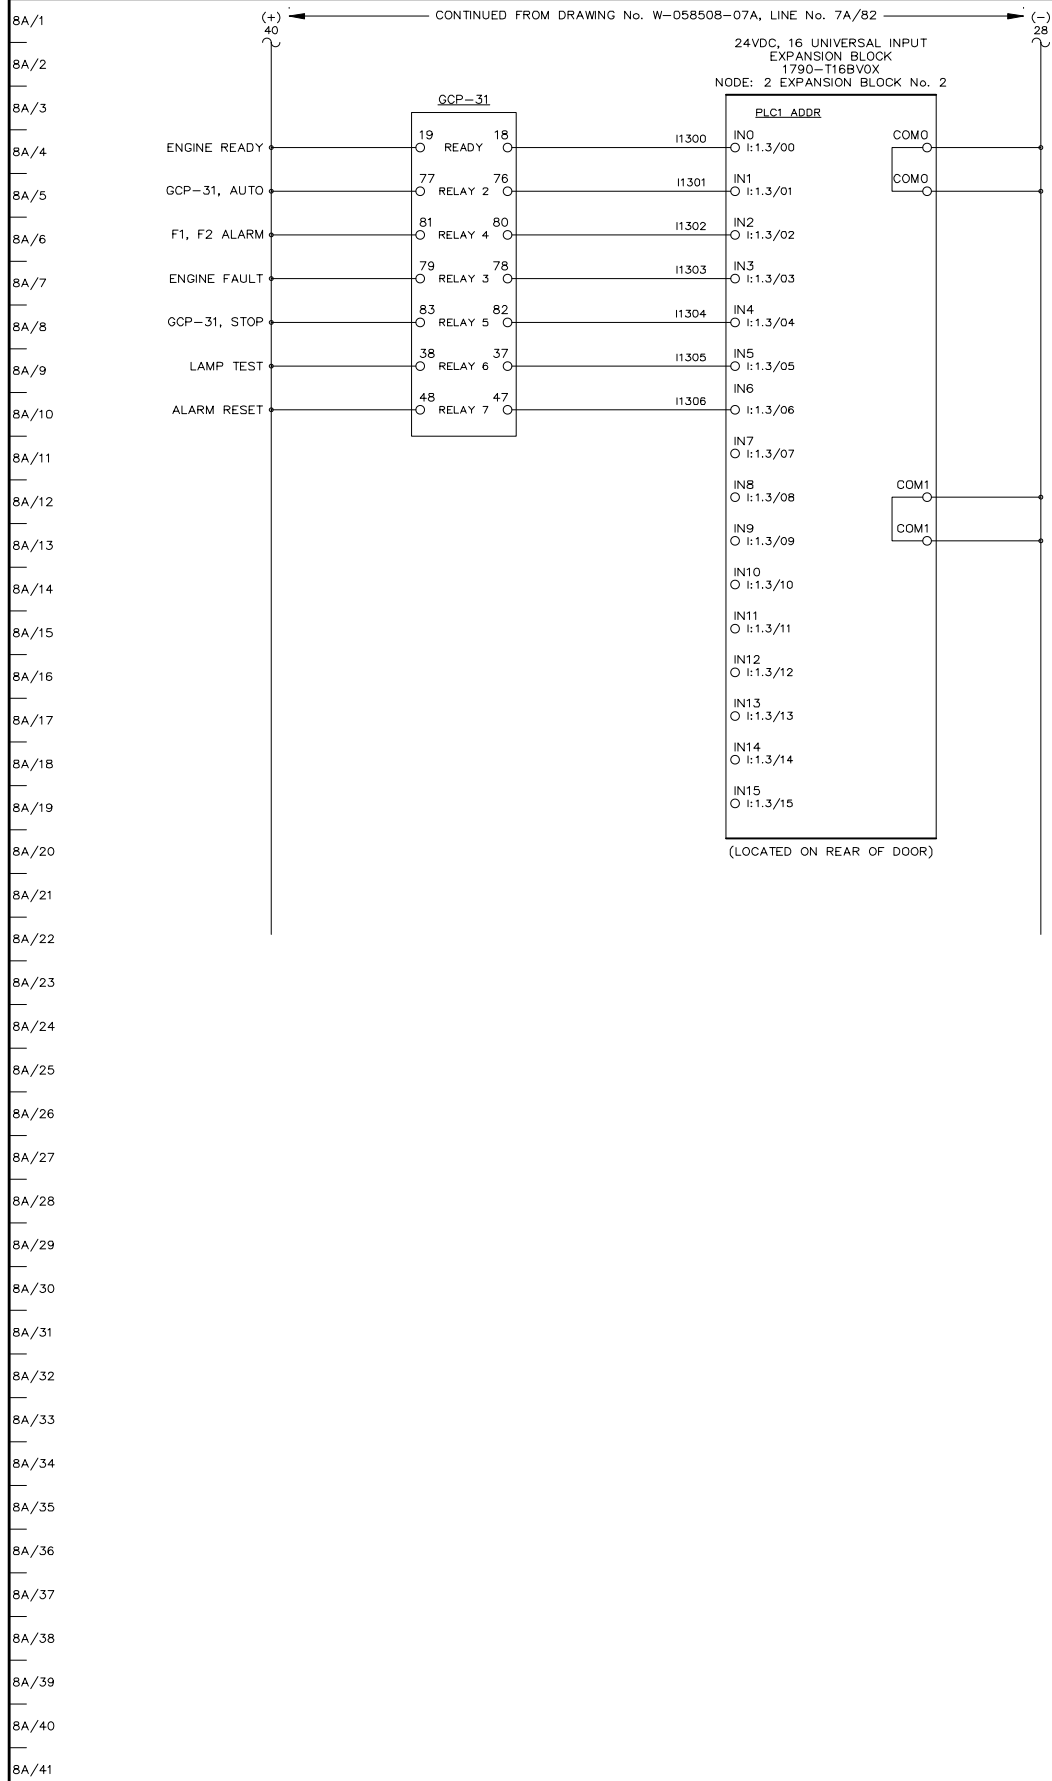 8A/1
(+) CONTINUED FROM DRAWING No. W-058508-07A, LINE No. 7A/82 (-)
40 28
24VDC, 16 UNIVERSAL INPUT
8A/2
EXPANSION BLOCK
1790-T16BV0X
NODE: 2 EXPANSION BLOCK No. 2
8A/3
GCP-31
PLC1 ADDR
19 18 I1300 IN0 COM0
8A/4 ENGINE READY READY I:1.3/00
77 76 I1301 IN1 COM0
8A/5 GCP-31, AUTO RELAY 2 I:1.3/01
81 80 I1302 IN2
8A/6 F1, F2 ALARM RELAY 4 I:1.3/02
79 78 I1303 IN3
8A/7 ENGINE FAULT RELAY 3 I:1.3/03
83 82 I1304 IN4
8A/8 GCP-31, STOP RELAY 5 I:1.3/04
38 37 I1305 IN5
8A/9 LAMP TEST RELAY 6 I:1.3/05
IN6
48 47 I1306
8A/10 ALARM RESET RELAY 7 I:1.3/06
IN7
8A/11 I:1.3/07
IN8 COM1
8A/12 I:1.3/08
IN9 COM1
8A/13 I:1.3/09
IN10
8A/14 I:1.3/10
IN11
8A/15 I:1.3/11
IN12
8A/16 I:1.3/12
IN13
8A/17 I:1.3/13
IN14
8A/18 I:1.3/14
IN15
8A/19 I:1.3/15
8A/20 (LOCATED ON REAR OF DOOR)
8A/21
8A/22
8A/23
8A/24
8A/25
8A/26
8A/27
8A/28
8A/29
8A/30
8A/31
8A/32
8A/33
8A/34
8A/35
8A/36
8A/37
8A/38
8A/39
8A/40
8A/41